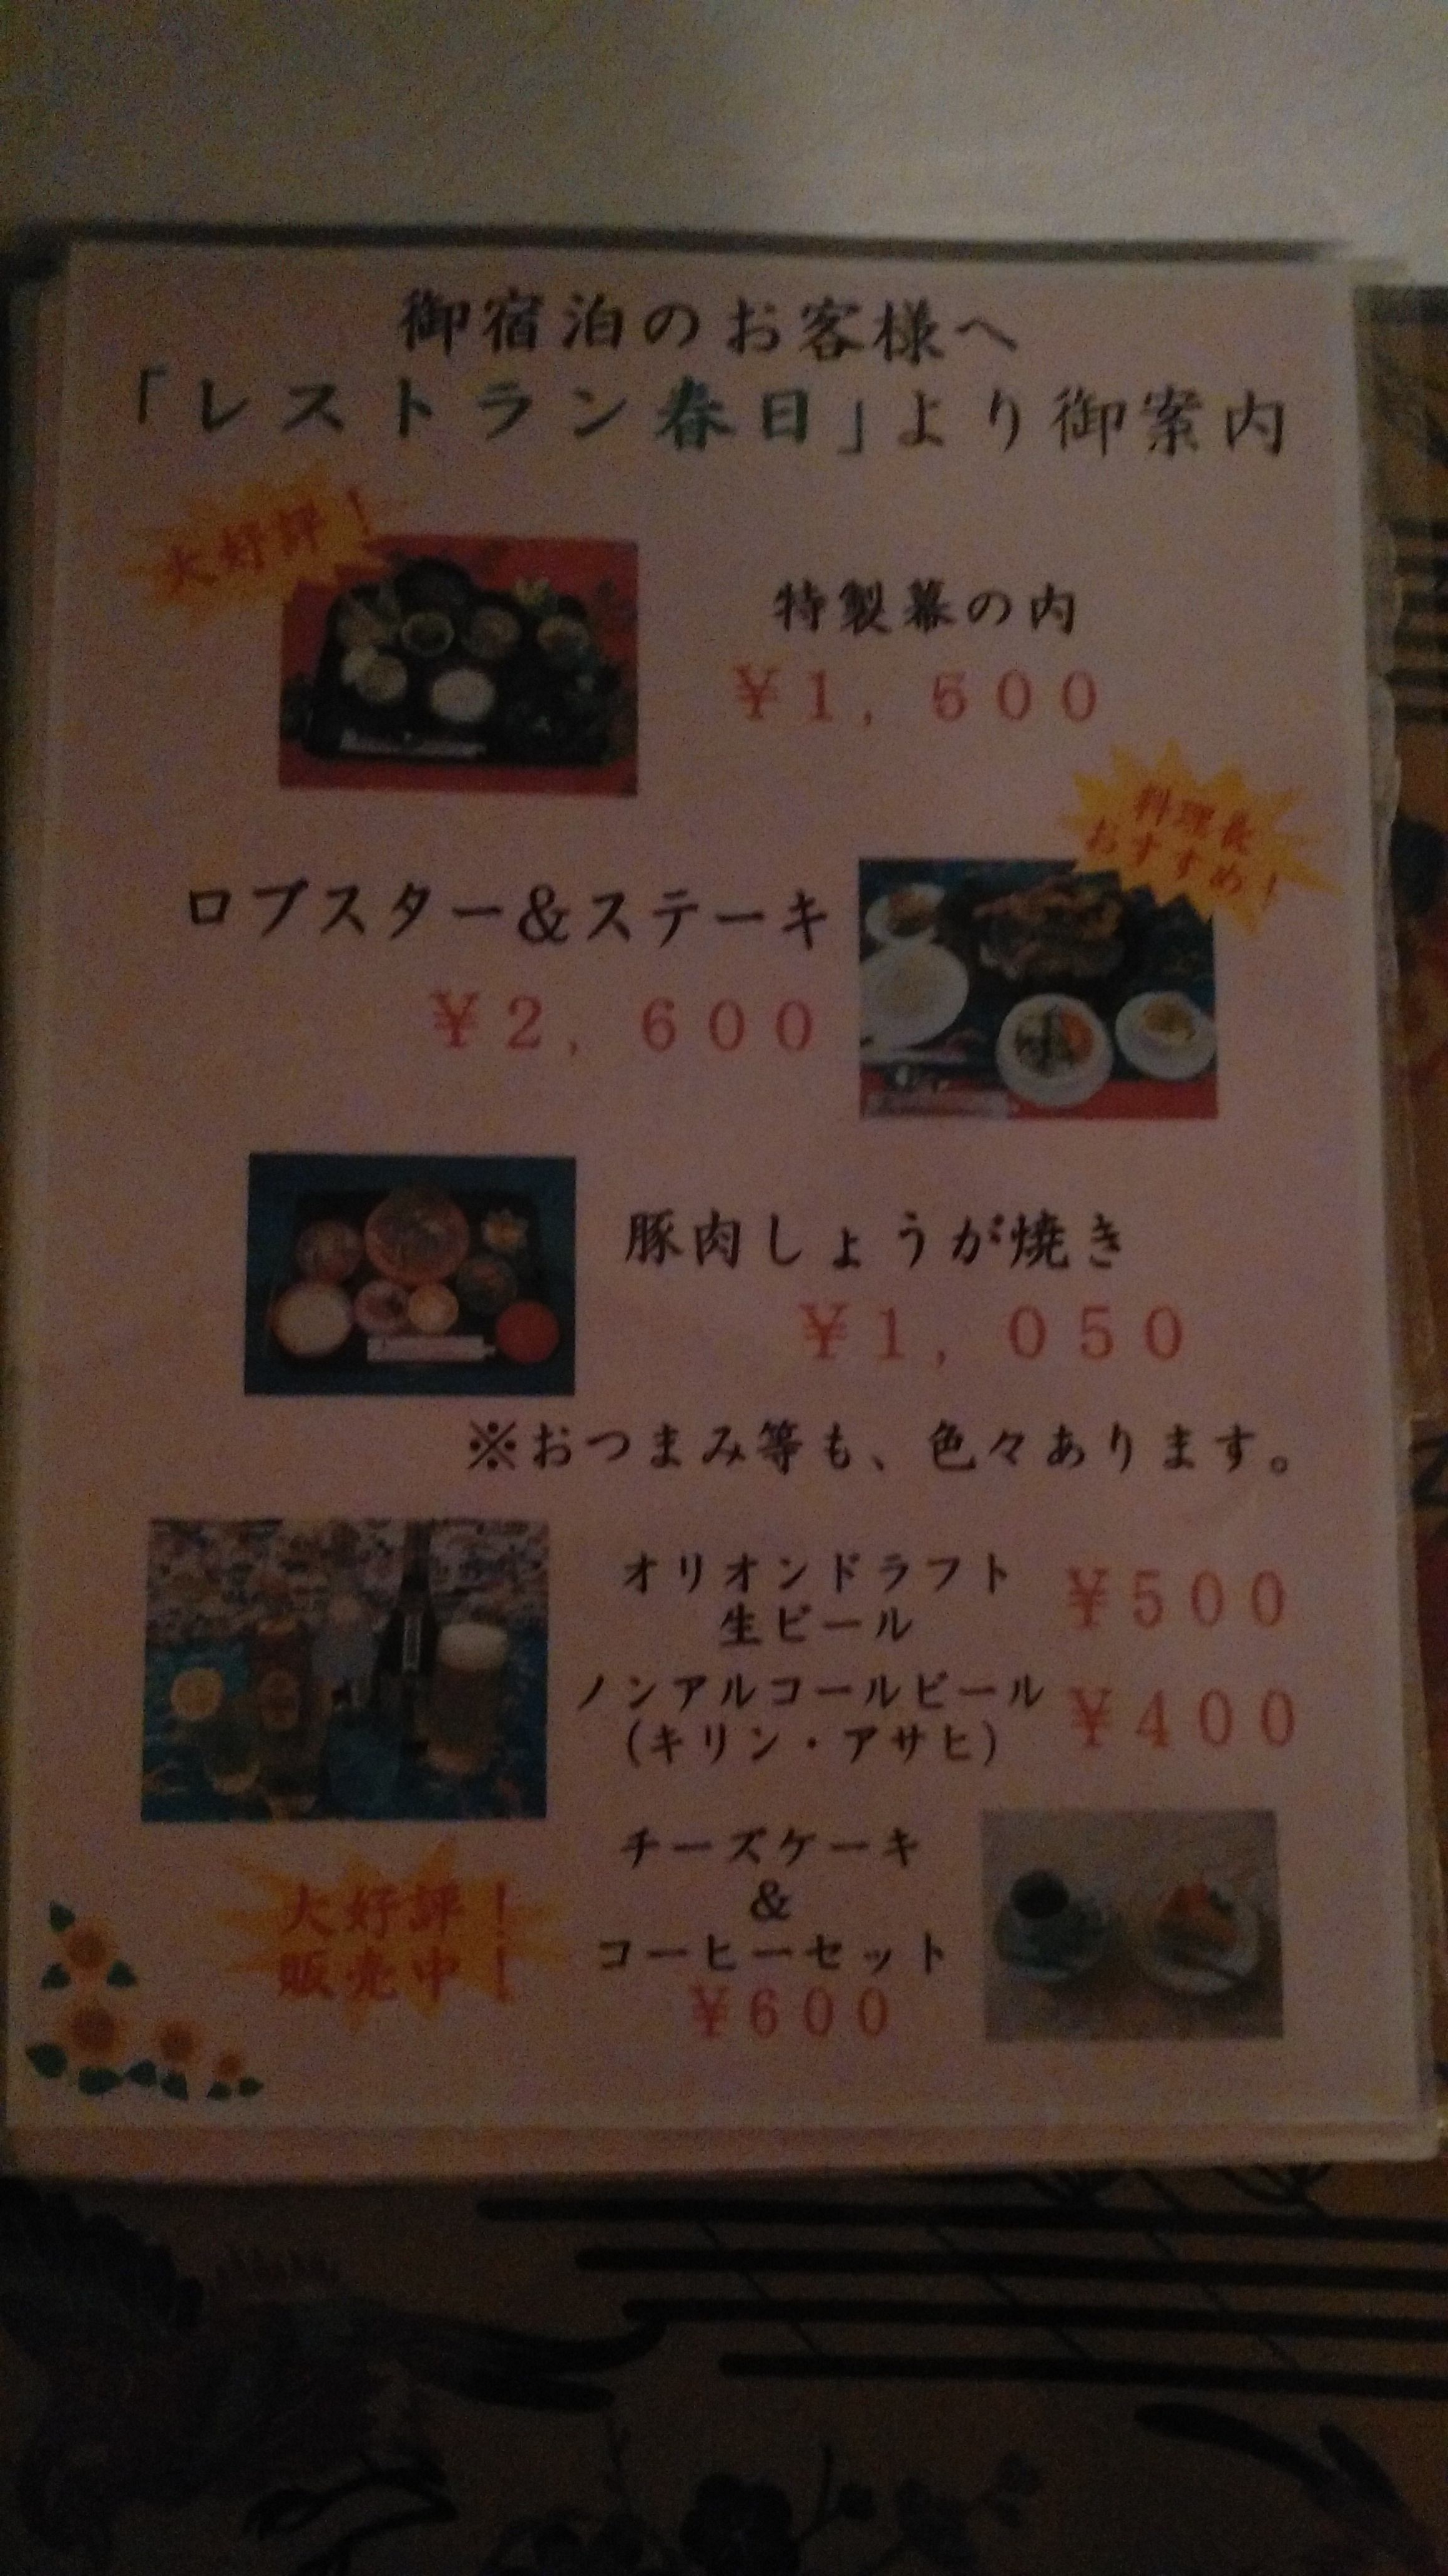 御宿泊のお客様へ
「レストラン春日」より御案内
大好評！
特製幕の内
料理長
おすすめ！
ロブスター＆ステーキ
￥２，６００
豚肉しょうが焼き
￥１，０５０
※おつまみ等も、色々あります。
オリオンドラフト
生ビール
￥５００
ノンアルコールビール
（キリン・アサヒ）
￥４００
大好評！
販売中！
チーズケーキ
＆
コーヒーセット
￥６００